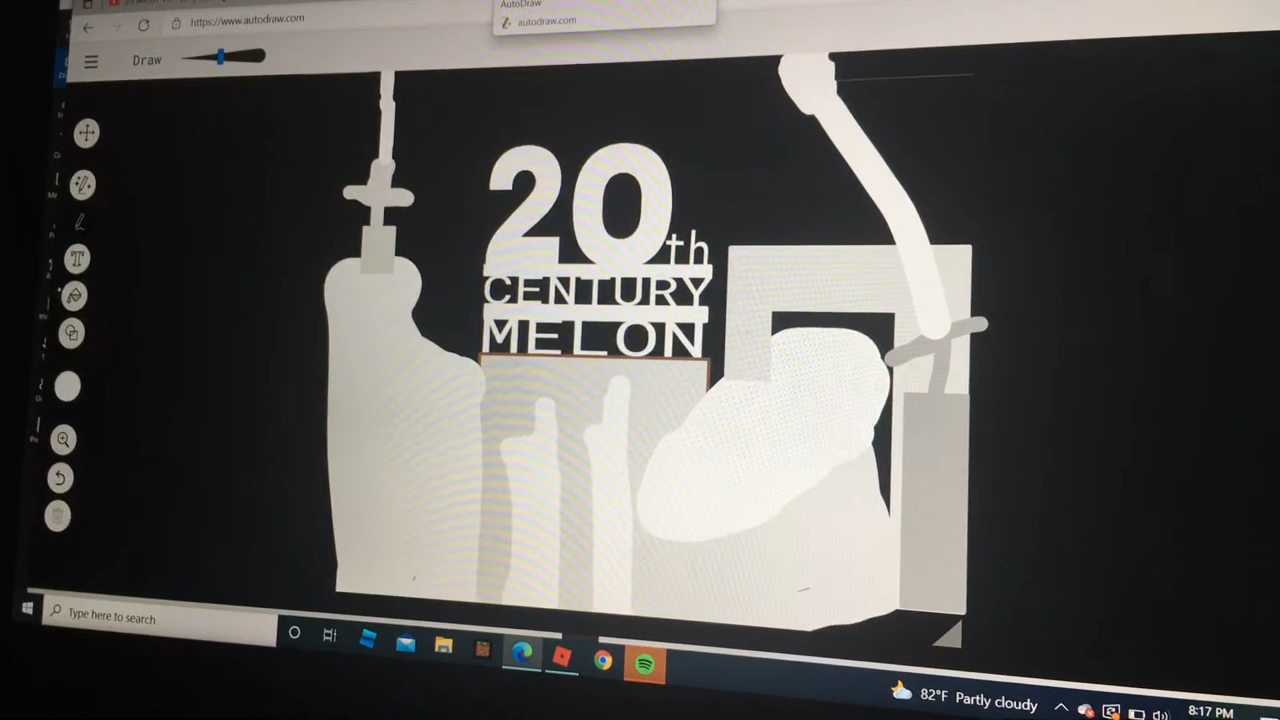 AutoDraw
autodraw.com
https://www.autodraw.com
Draw
20th
CENTURY
MELON
T
Type here to search
82°F Partly cloudy
8:17 PM